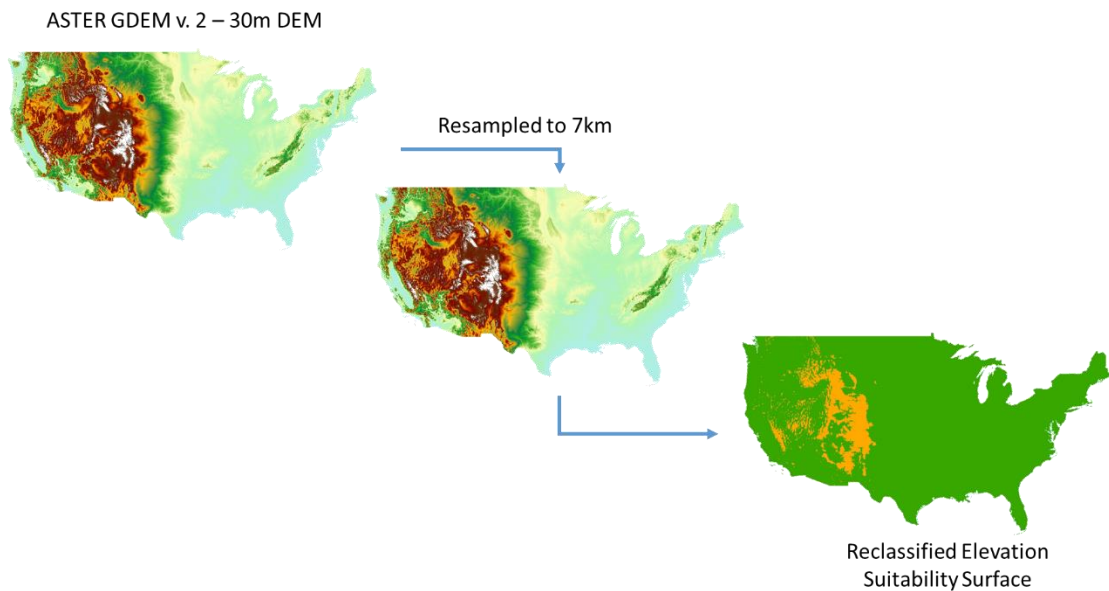 ASTER GDEM v. 2 – 30m DEM
Resampled to 7km
Reclassified Elevation
Suitability Surface